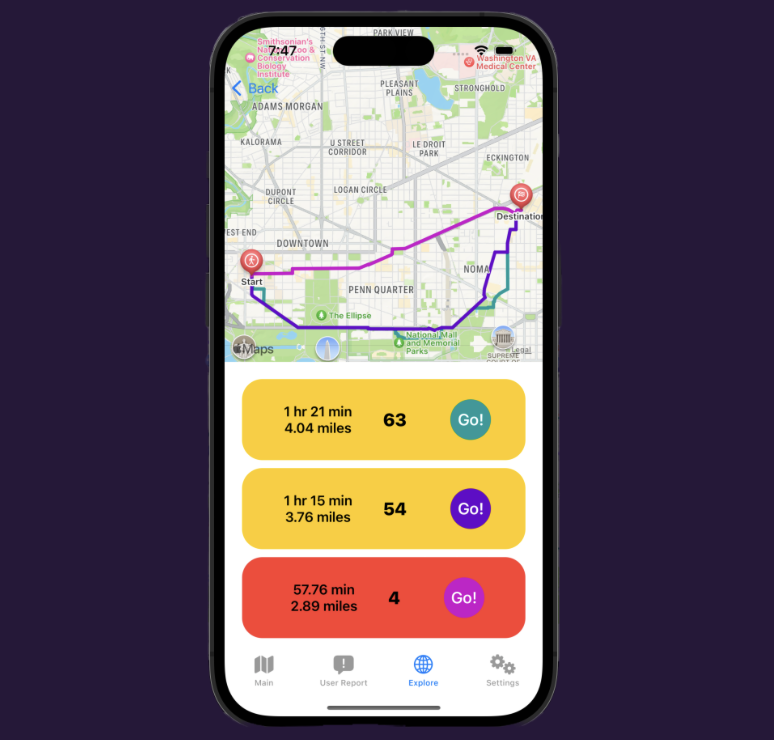 7:47
Back
PARK VIEW
16TH ST NW
Smithsonian's
National Zoo &
Conservation
Biology
Institute
Washington VA
Medical Center
PLEASANT
PLAINS
STRONGHOLD
ADAMS MORGAN
KALORAMA
U STREET
CORRIDOR
LE DROIT
PARK
ECKINGTON
DUPONT
CIRCLE
LOGAN CIRCLE
Destination
EST END
DOWNTOWN
Start
NOMA
PENN QUARTER
The Ellipse
National Mall
and Memorial
Parks
Maps
Legal
SUPREME
COURT OF
1 hr 21 min
4.04 miles
63
Go!
1 hr 15 min
3.76 miles
54
Go!
57.76 min
2.89 miles
4
Go!
Main
User Report
Explore
Settings